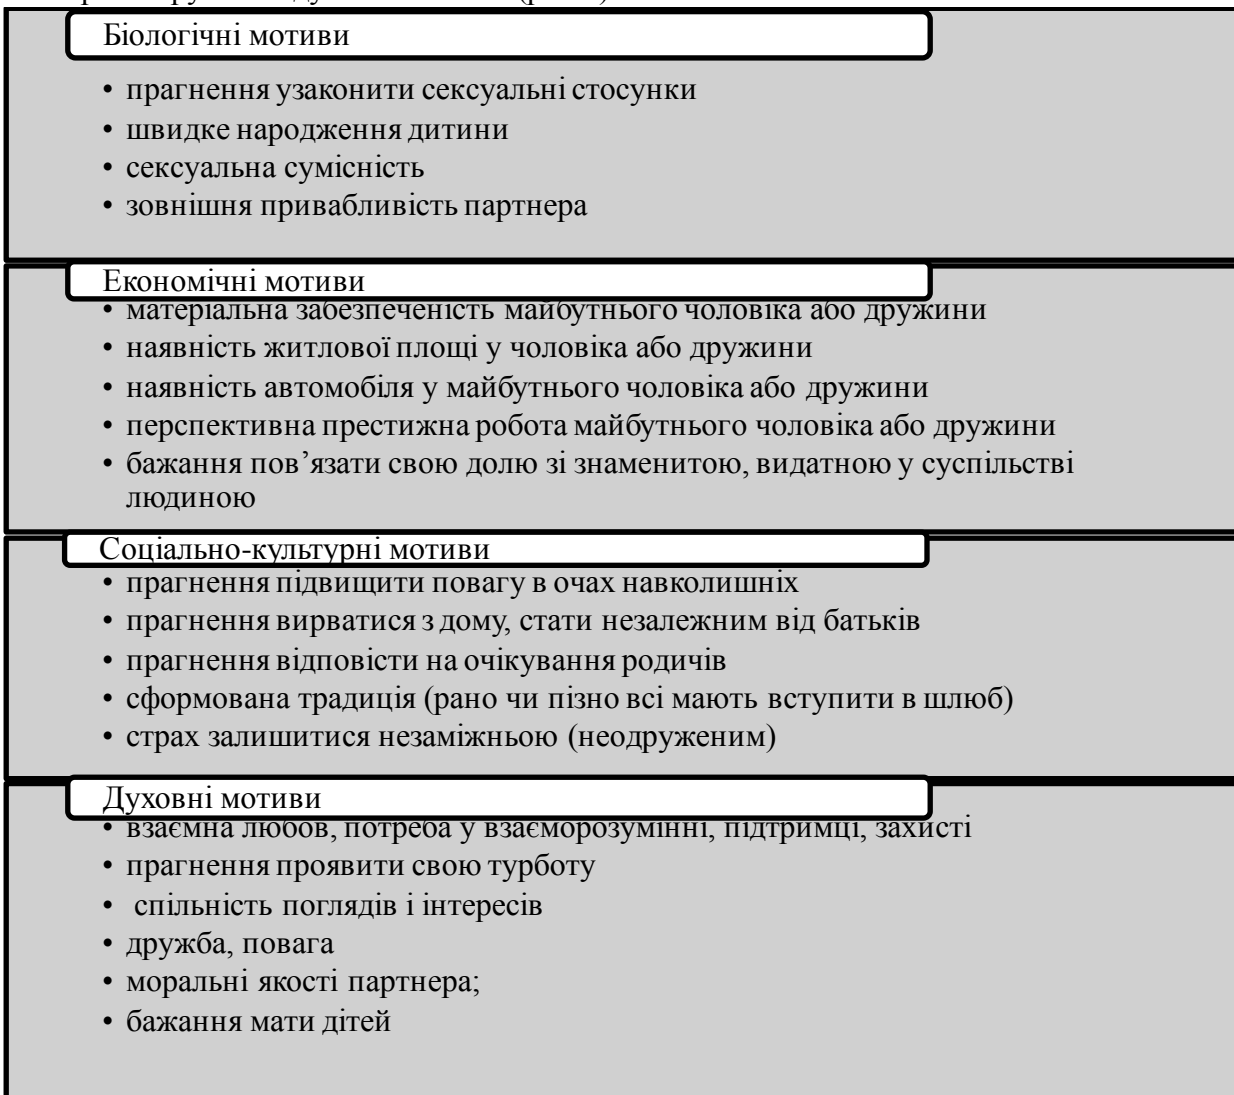 Біологічні мотиви
• прагнення узаконити сексуальні стосунки
• швидке народження дитини
• сексуальна сумісність
• зовнішня привабливість партнера
Економічні мотиви
• матеріальна забезпеченість майбутнього чоловіка або дружини
• наявність житлової площі у чоловіка або дружини
• наявність автомобіля у майбутнього чоловіка або дружини
• перспективна престижна робота майбутнього чоловіка або дружини
• бажання пов’язати свою долю зі знаменитою, видатною у суспільстві
людиною
Соціально-культурні мотиви
• прагнення підвищити повагу в очах навколишніх
• прагнення вирватися з дому, стати незалежним від батьків
• прагнення відповісти на очікування родичів
• сформована традиція (рано чи пізно всі мають вступити в шлюб)
• страх залишитися незаміжньою (неодруженим)
Духовні мотиви
• взаємна любов, потреба у взаєморозумінні, підтримці, захисті
• прагнення проявити свою турботу
• спільність поглядів і інтересів
• дружба, повага
• моральні якості партнера;
• бажання мати дітей